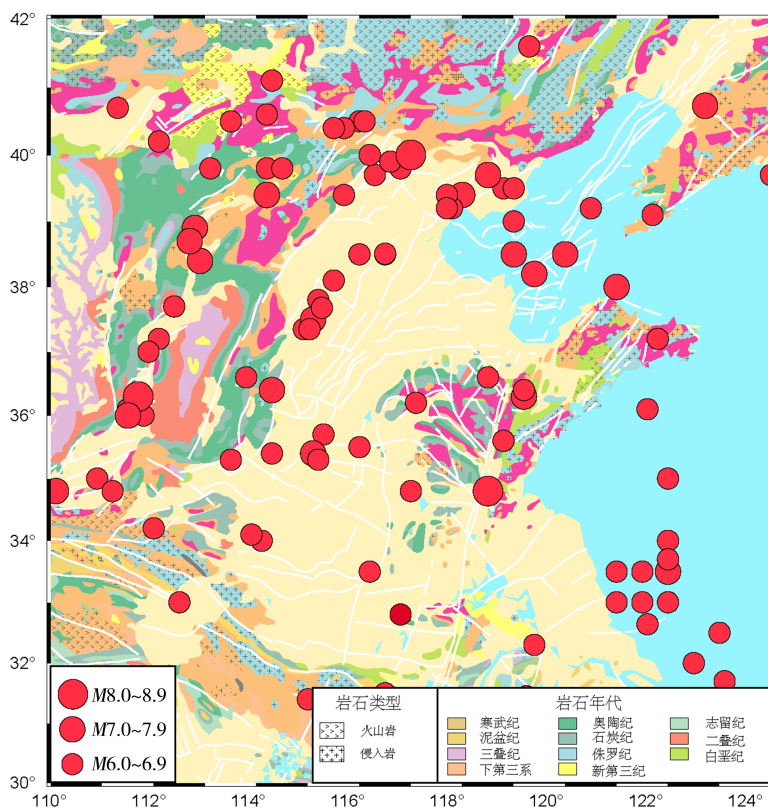 42°
40°
38°
36°
34°
32°
30°
110°
112°
114°
116°
118°
120°
122°
124°
M8.0~8.9
M7.0~7.9
M6.0~6.9
岩石类型
火山岩
侵入岩
岩石年代
寒武纪
奥陶纪
志留纪
泥盆纪
石炭纪
二叠纪
三叠纪
侏罗纪
白垩纪
下第三系
新第三纪